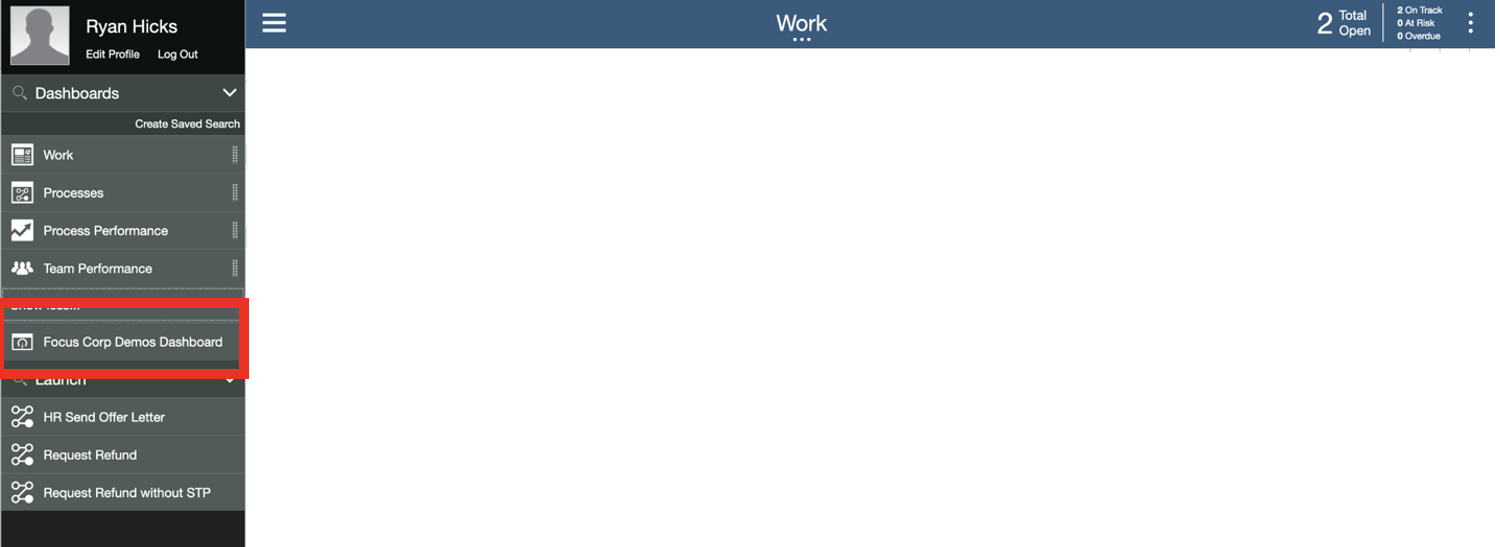 Ryan Hicks
Edit Profile Log Out
Dashboards
Create Saved Search
Work
Processes
Process Performance
Team Performance
Show less...
Focus Corp Demos Dashboard
Launch
HR Send Offer Letter
Request Refund
Request Refund without STP
Work
2 Total Open
2 On Track
0 At Risk
0 Overdue